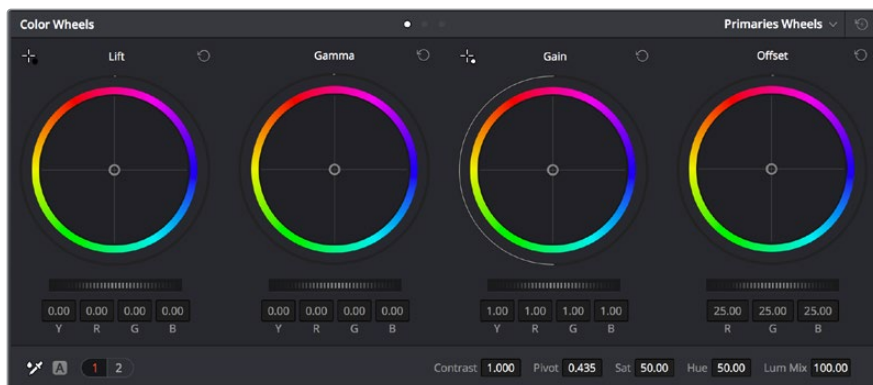 Color Wheels Primaries Wheels
Lift Gamma Gain Offset
0.00 0.00 0.00 0.00 0.00 0.00 0.00 0.00 1.00 1.00 1.00 1.00 25.00 25.00 25.00
Y R G B Y R G B Y R G B R G B
A 1 2 Contrast 1.000 Pivot 0.435 Sat 50.00 Hue 50.00 Lum Mix 100.00